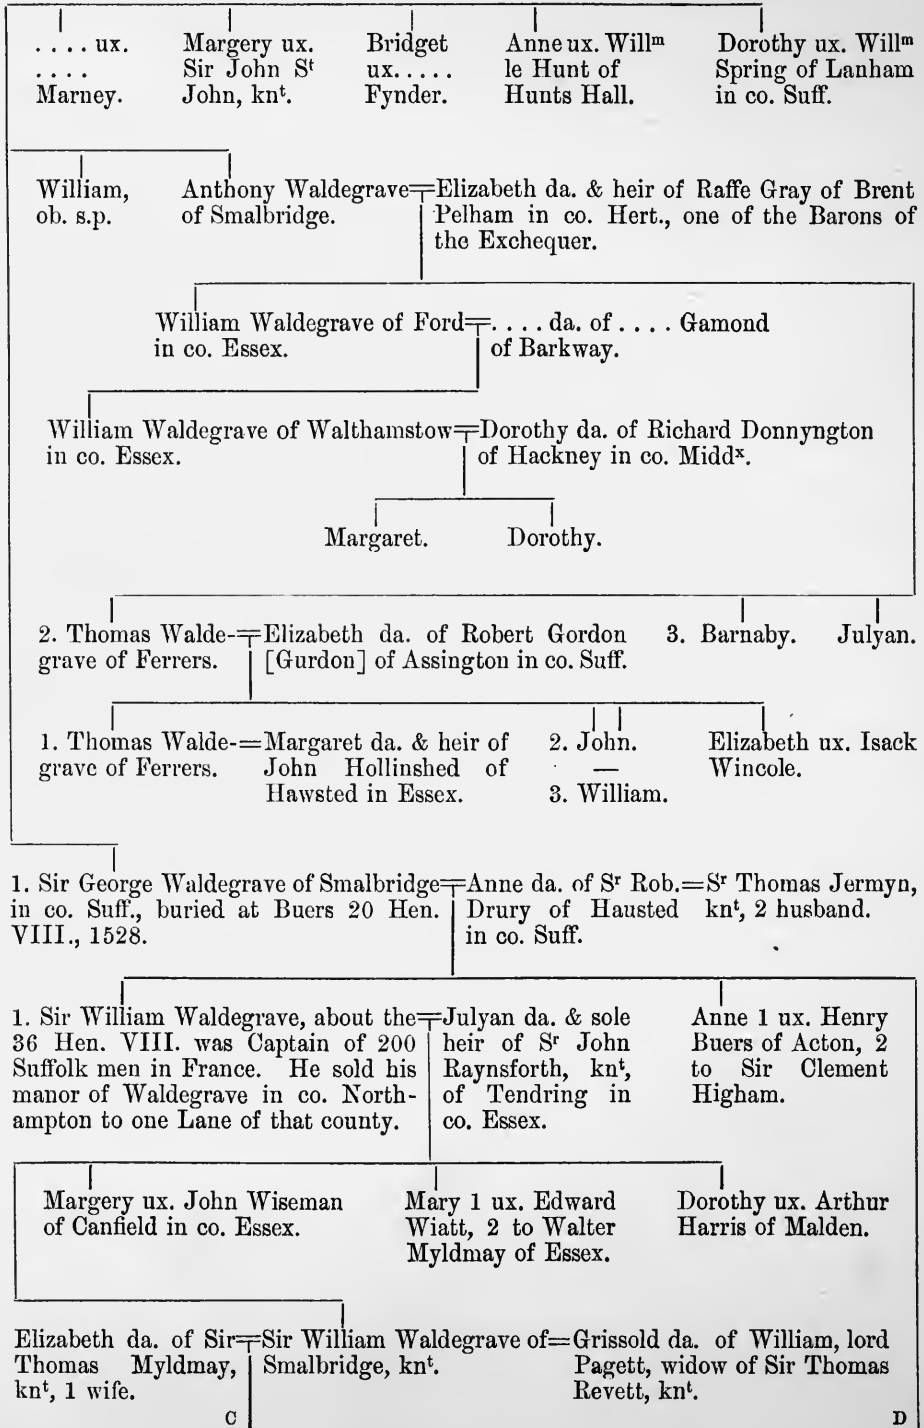 . . . . ux.
. . . .
Marney.
Margery ux.
Sir John Sᵗ
John, knᵗ.
Bridget
ux. . . . .
Fynder.
Anne ux. Willᵐ
le Hunt of
Hunts Hall.
Dorothy ux. Willᵐ
Spring of Lanham
in co. Suff.
William,
ob. s.p.
Anthony Waldegrave
of Smalbridge.
Elizabeth da. & heir of Raffe Gray of Brent
Pelham in co. Hert., one of the Barons of
the Exchequer.
William Waldegrave of Ford
in co. Essex.
. . . . da. of . . . . Gamond
of Barkway.
William Waldegrave of Walthamstow
in co. Essex.
Dorothy da. of Richard Donnyngton
of Hackney in co. Middˣ.
Margaret.
Dorothy.
2. Thomas Walde-
grave of Ferrers.
Elizabeth da. of Robert Gordon
[Gurdon] of Assington in co. Suff.
3. Barnaby.
Julyan.
1. Thomas Walde-
grave of Ferrers.
=Margaret da. & heir of
John Hollinshed of
Hawsted in Essex.
2. John.
—
3. William.
Elizabeth ux. Isack
Wincole.
1. Sir George Waldegrave of Smalbridge
in co. Suff., buried at Buers 20 Hen.
VIII., 1528.
Anne da. of Sʳ Rob.
Drury of Hausted
in co. Suff.
=Sʳ Thomas Jermyn,
knᵗ, 2 husband.
1. Sir William Waldegrave, about the
36 Hen. VIII. was Captain of 200
Suffolk men in France. He sold his
manor of Waldegrave in co. North-
ampton to one Lane of that county.
Julyan da. & sole
heir of Sʳ John
Raynsforth, knᵗ,
of Tendring in
co. Essex.
Anne 1 ux. Henry
Buers of Acton, 2
to Sir Clement
Higham.
Margery ux. John Wiseman
of Canfield in co. Essex.
Mary 1 ux. Edward
Wiatt, 2 to Walter
Myldmay of Essex.
Dorothy ux. Arthur
Harris of Malden.
Elizabeth da. of Sir
Thomas Myldmay,
knᵗ, 1 wife.
Sir William Waldegrave of
Smalbridge, knᵗ.
=Grissold da. of William, lord
Pagett, widow of Sir Thomas
Revett, knᵗ.
C
D